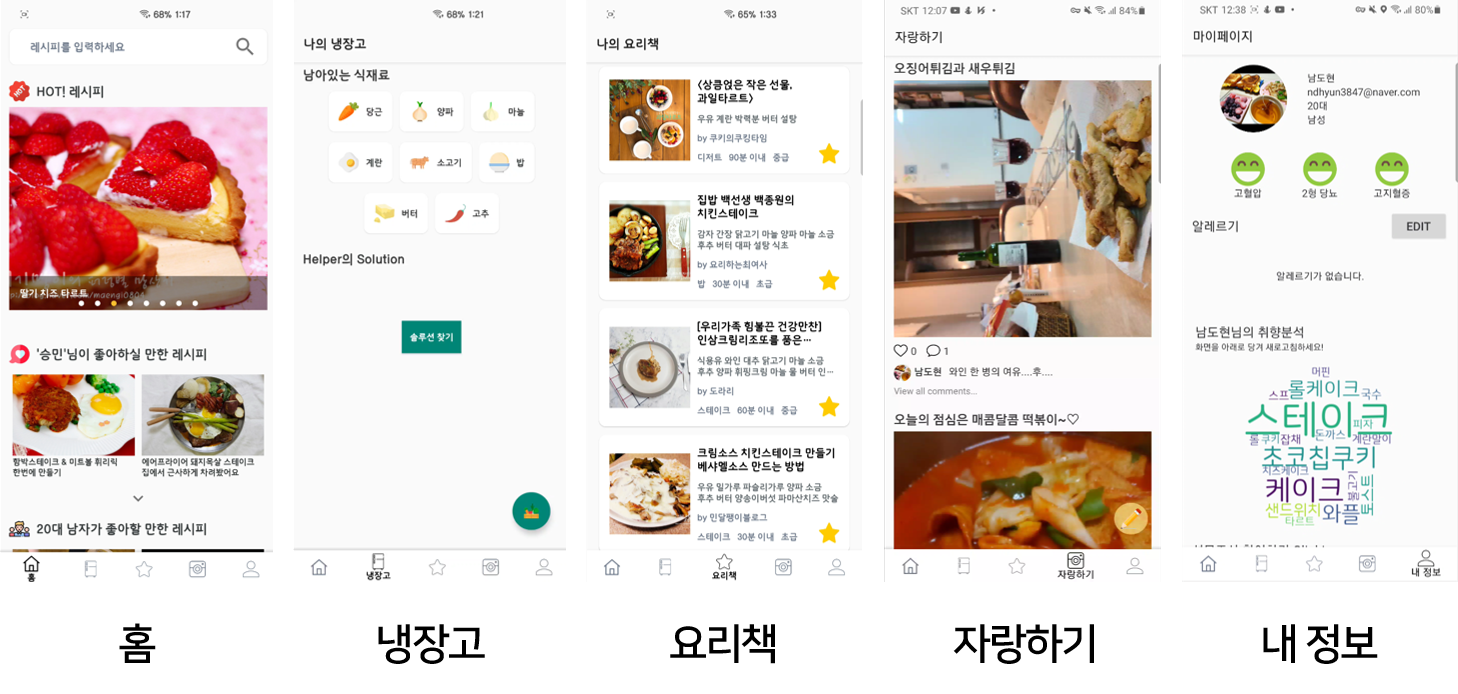 68% 1:17
레시피를 입력하세요
HOT
HOT! 레시피
딸기 치즈 타르트
'승민'님이 좋아하실 만한 레시피
함박스테이크 & 미트볼 휘리릭
한번에 만들기
에어프라이어 돼지목살 스테이크
집에서 근사하게 차려봤어요
20대 남자가 좋아할 만한 레시피
홈
68% 1:21
나의 냉장고
남아있는 식재료
당근
양파
마늘
계란
소고기
밥
버터
고추
Helper의 Solution
솔루션 찾기
냉장고
65% 1:33
나의 요리책
<상큼얹은 작은 선물,
과일타르트>
우유 계란 박력분 버터 설탕
by 쿠키의쿠킹타임
디저트 90분 이내 중급
집밥 백선생 백종원의
치킨스테이크
감자 간장 닭고기 마늘 양파 마늘 소금
후추 버터 대파 설탕 식초
by 요리하는최여사
밥 30분 이내 초급
[우리가족 힘불끈 건강만찬]
인삼크림리조또를 품은…
식용유 와인 대추 닭고기 마늘 소금
후추 양파 휘핑크림 마늘 물 버터 인…
by 도라리
스테이크 60분 이내 중급
크림소스 치킨스테이크 만들기
베샤멜소스 만드는 방법
우유 밀가루 파슬리가루 양파 소금
후추 버터 양송이버섯 파마산치즈 맛술
by 민달팽이블로그
스테이크 30분 이내 초급
요리책
SKT 12:07
84%
자랑하기
오징어튀김과 새우튀김
0
1
남도현 와인 한 병의 여유....후....
View all comments...
오늘의 점심은 매콤달콤 떡볶이~♡
자랑하기
SKT 12:38
80%
마이페이지
남도현
ndhyun3847@naver.com
20대
남성
고혈압
2형 당뇨
고지혈증
알레르기
EDIT
알레르기가 없습니다.
남도현님의 취향분석
화면을 아래로 당겨 새로고침하세요!
머핀
스프
롤케이크
국수
스테이크
피자
롤
쿠키
잡채
돈까스
계란말이
초코칩쿠키
치즈케이크
케이크
불고기
토스트
샌드위치
타르트
와플
내 정보
홈
냉장고
요리책
자랑하기
내 정보